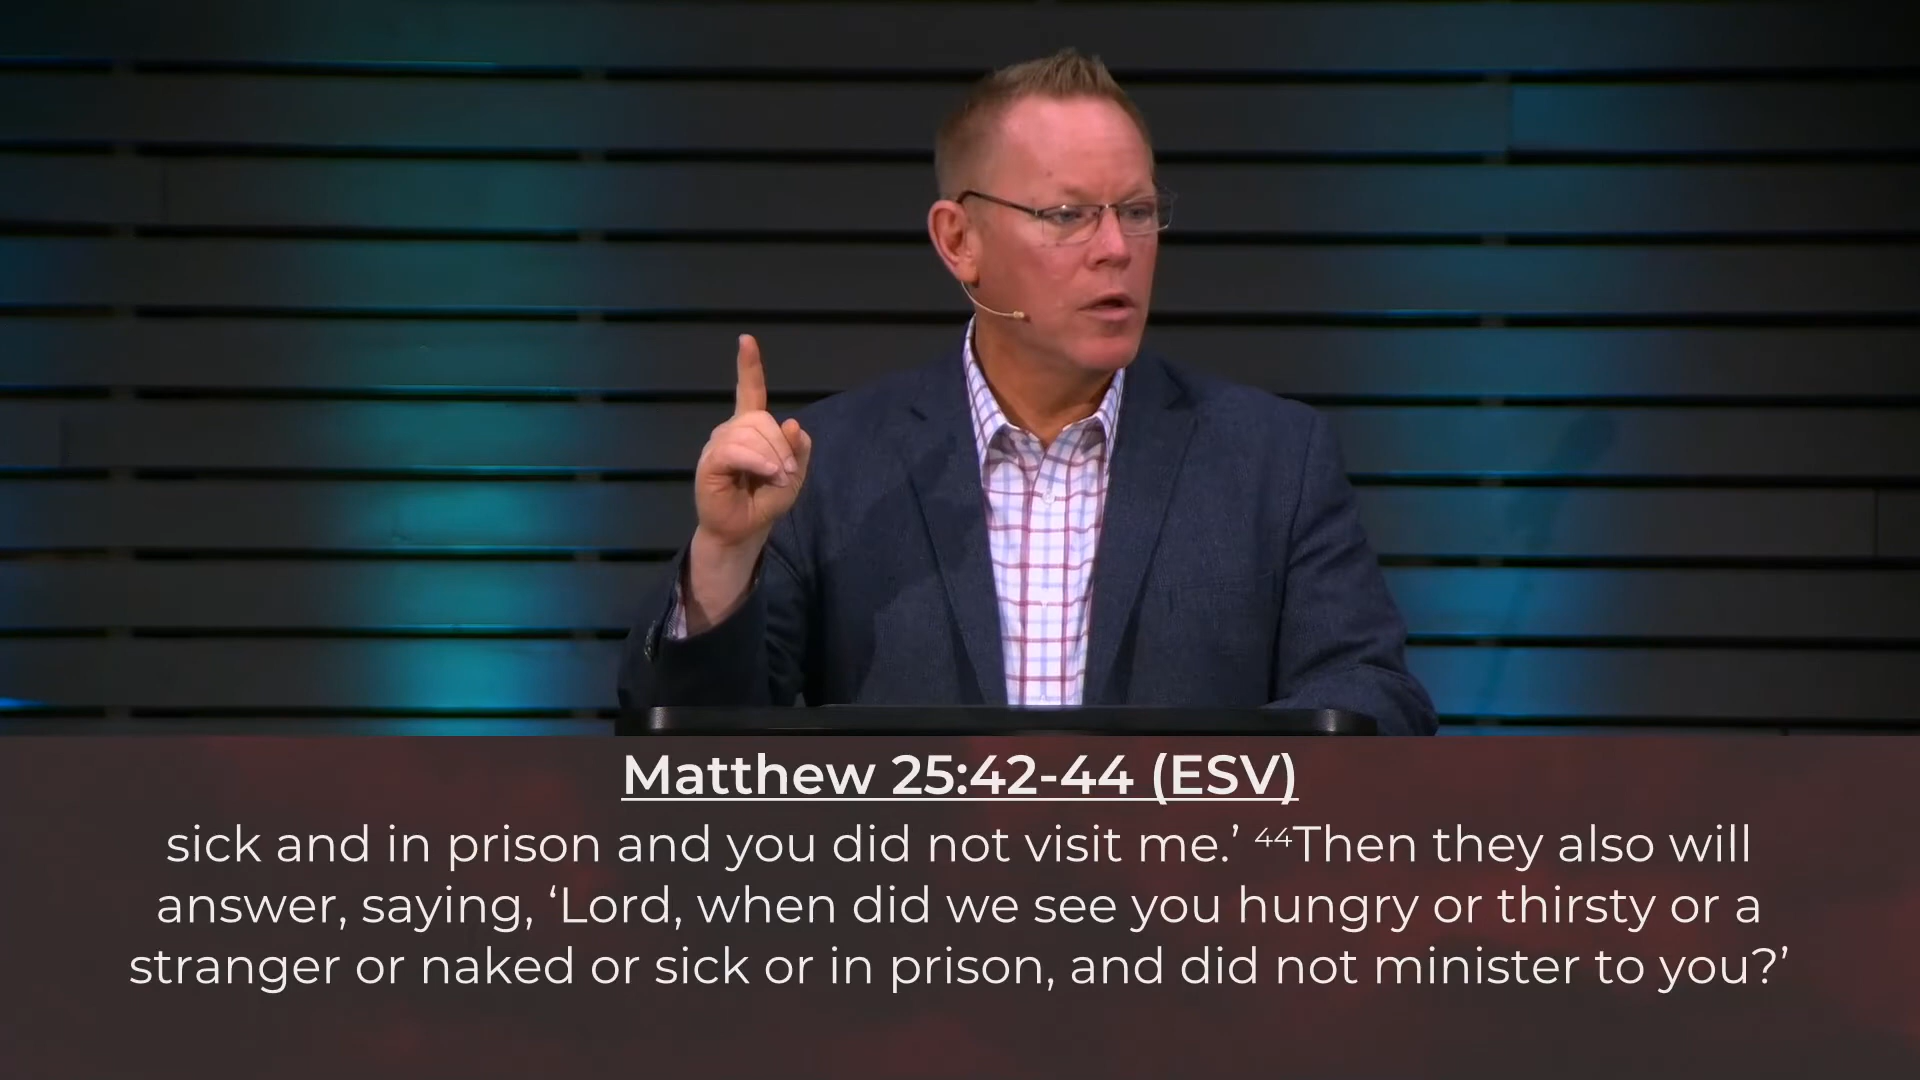 Matthew 25:42-44 (ESV)
sick and in prison and you did not visit me.’ ⁴⁴Then they also will
answer, saying, ‘Lord, when did we see you hungry or thirsty or a
stranger or naked or sick or in prison, and did not minister to you?’